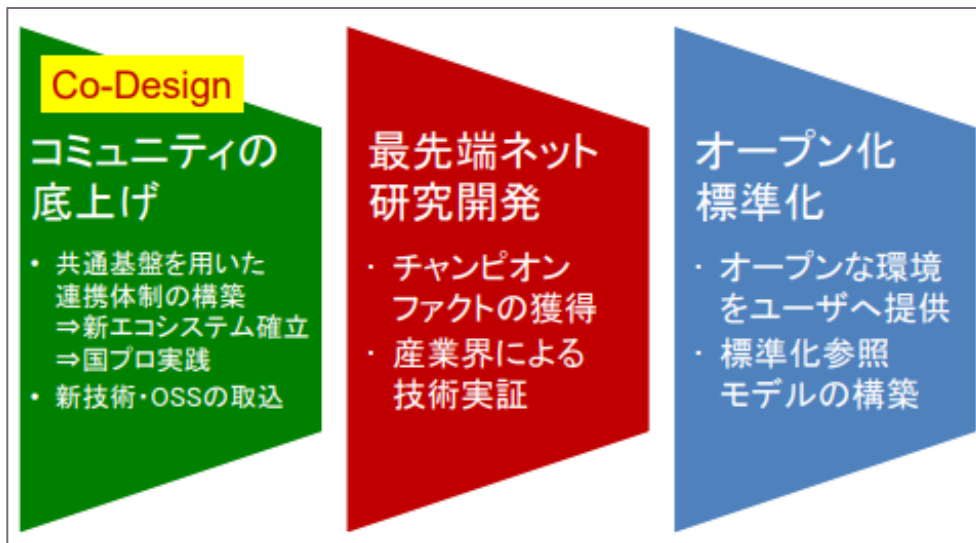 Co-Design
コミュニティの
底上げ
• 共通基盤を用いた
連携体制の構築
⇒新エコシステム確立
⇒国プロ実践
• 新技術・OSSの取込
最先端ネット
研究開発
・ チャンピオン
ファクトの獲得
・ 産業界による
技術実証
オープン化
標準化
・ オープンな環境
をユーザへ提供
・ 標準化参照
モデルの構築